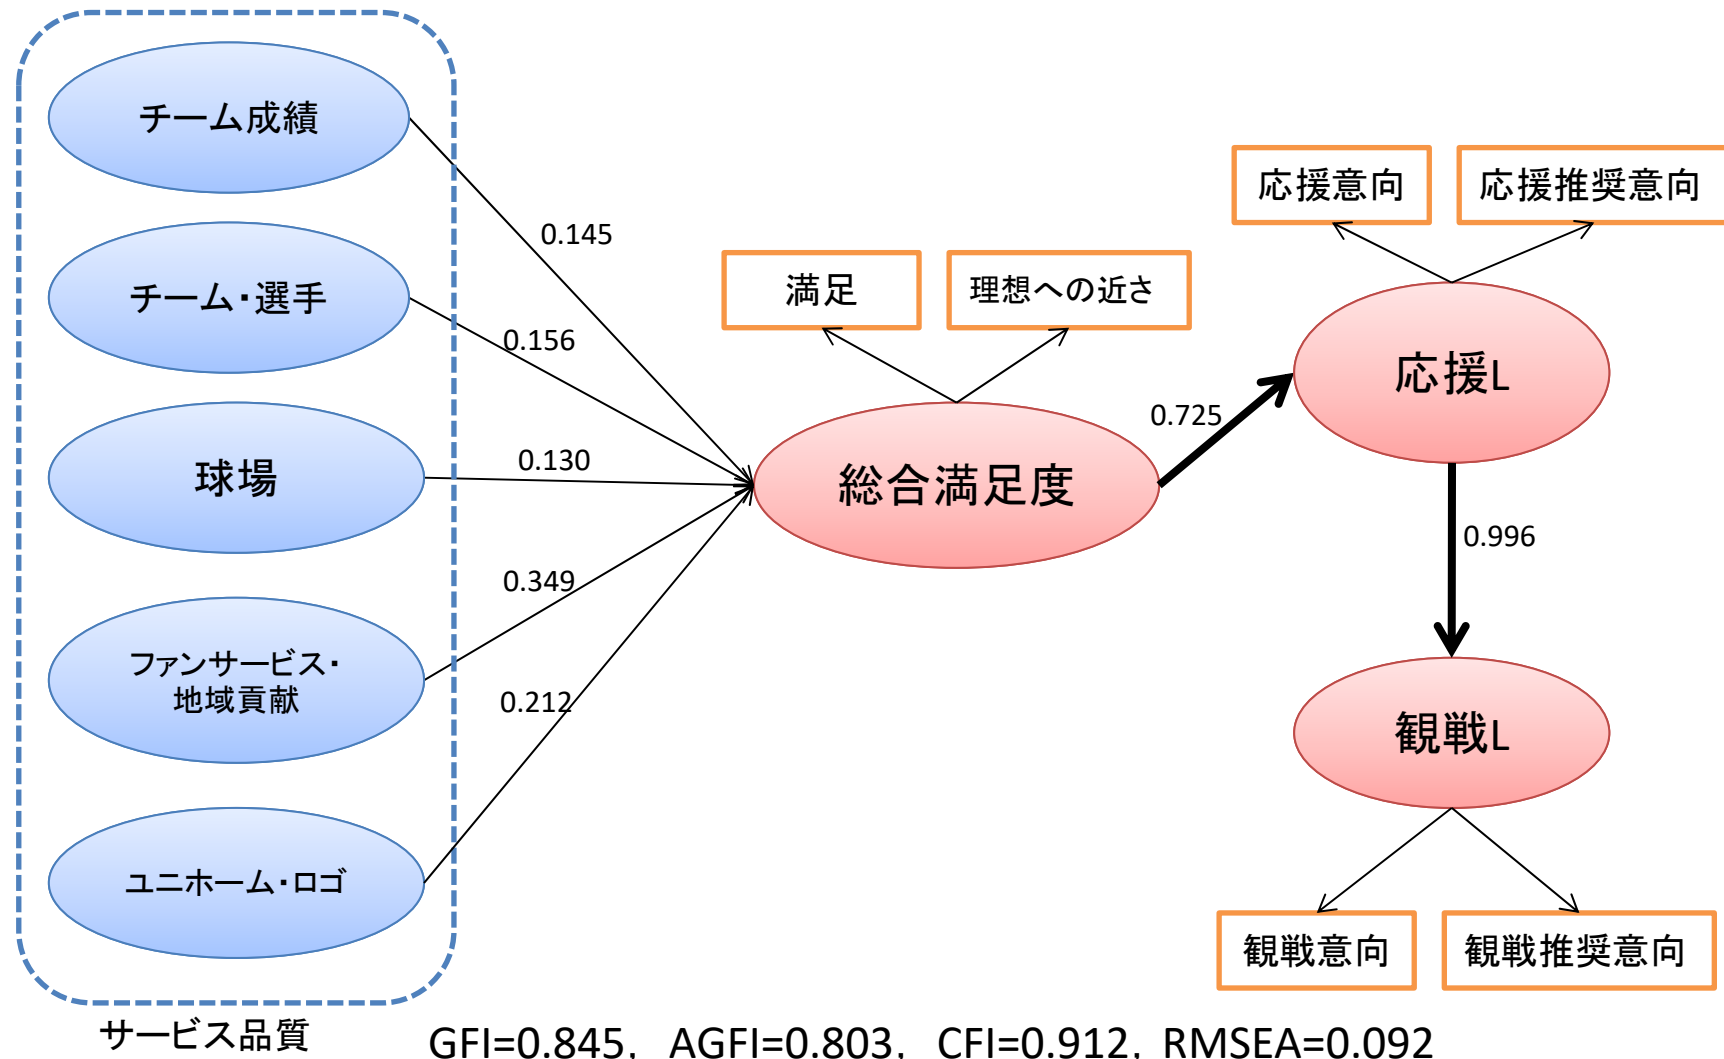 チーム成績
チーム・選手
球場
ファンサービス・
地域貢献
ユニホーム・ロゴ
サービス品質
0.145
0.156
0.130
0.349
0.212
満足
理想への近さ
総合満足度
0.725
応援意向
応援推奨意向
応援L
0.996
観戦L
観戦意向
観戦推奨意向
GFI=0.845, AGFI=0.803, CFI=0.912, RMSEA=0.092